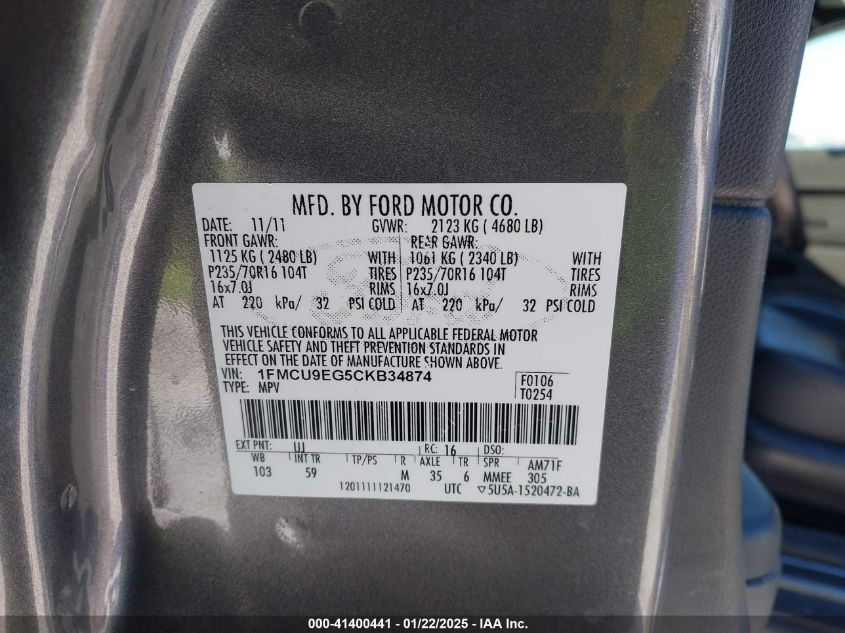 MFD. BY FORD MOTOR CO.
DATE: 11/11 GVWR: 2123 KG ( 4680 LB)
FRONT GAWR: REAR GAWR:
1125 KG ( 2480 LB) WITH 1061 KG ( 2340 LB) WITH
P235/70R16 104T TIRES P235/70R16 104T TIRES
16x7.0J RIMS 16x7.0J RIMS
AT 220 kPa/ 32 PSI COLD AT 220 kPa/ 32 PSI COLD
THIS VEHICLE CONFORMS TO ALL APPLICABLE FEDERAL MOTOR
VEHICLE SAFETY AND THEFT PREVENTION STANDARDS IN
EFFECT ON THE DATE OF MANUFACTURE SHOWN ABOVE.
VIN: 1FMCU9EG5CKB34874 F0106
TYPE: MPV T0254
EXT PNT: UJ RC: 16 DSO:
WB INT TR TP/PS R AXLE TR SPR AM71F
103 59 M 35 6 MMEE 305
1201111121470 UTC ▽5U5A-1520472-BA
000-41400441 - 01/22/2025 - IAA Inc.